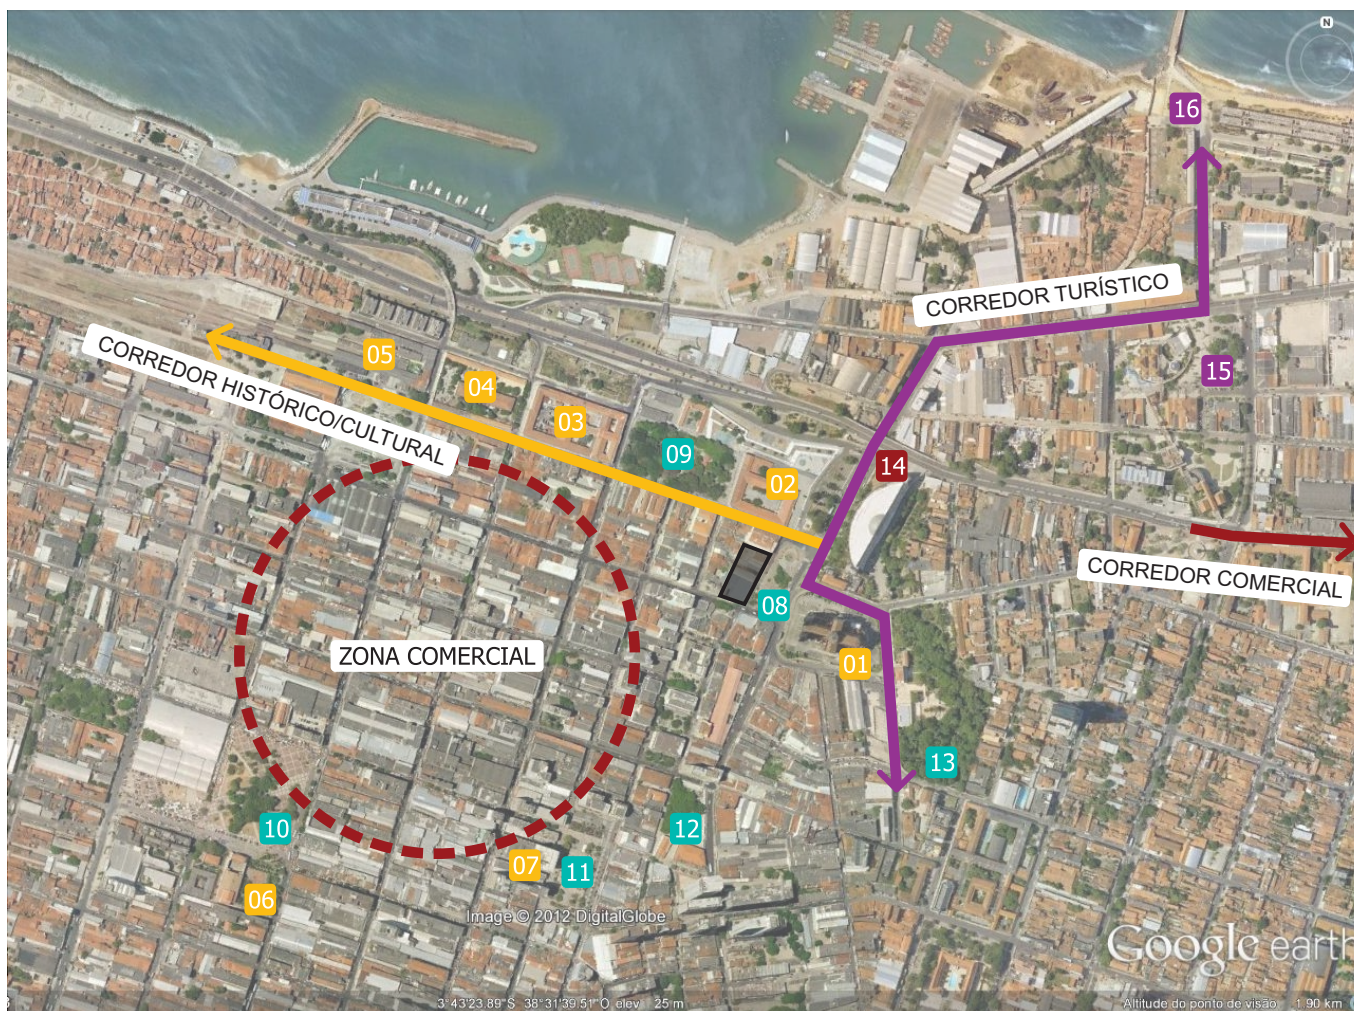 N
16
CORREDOR TURÍSTICO
15
05
04
03
CORREDOR HISTÓRICO/CULTURAL
09
02
14
CORREDOR COMERCIAL
08
ZONA COMERCIAL
01
13
10
12
07
11
06
Image © 2012 DigitalGlobe
Google earth
3°43'23.89"S 38°31'39.51"O elev 25 m
Altitude do ponto de visão 1.90 km